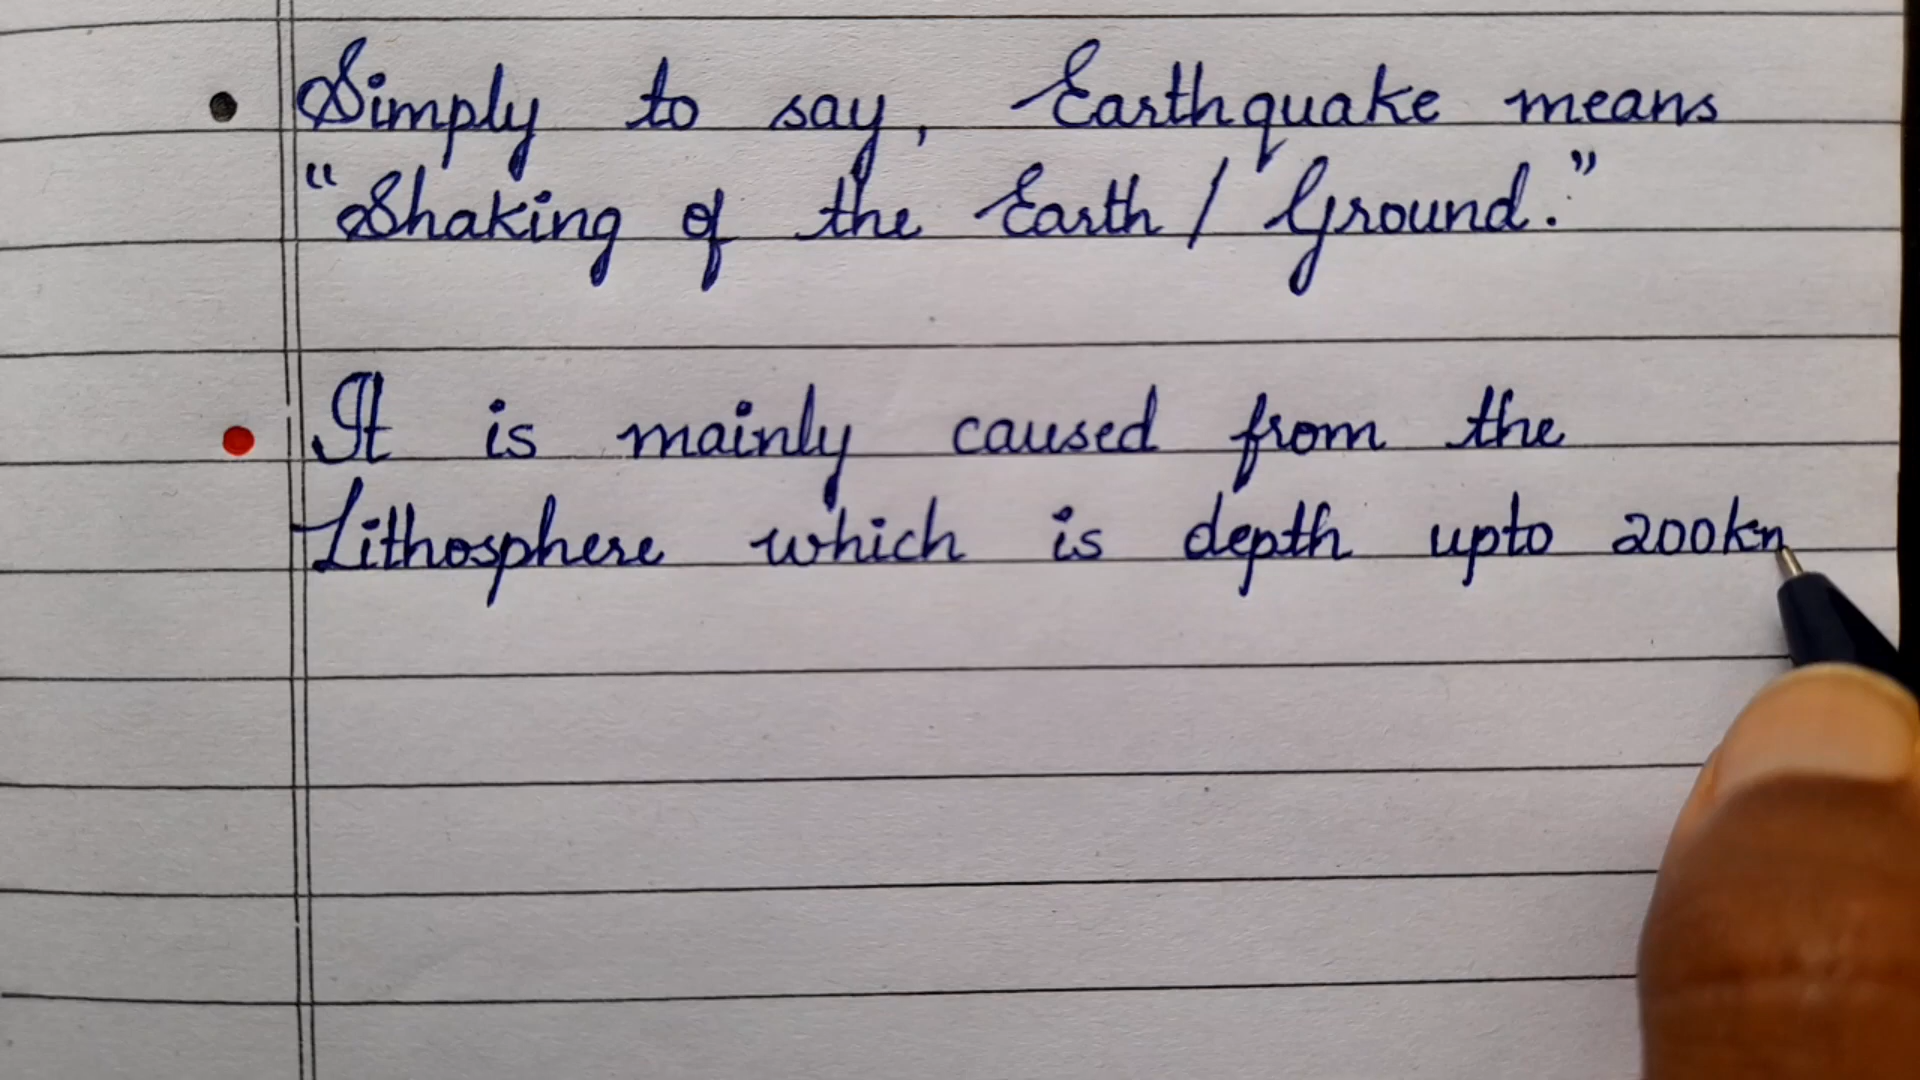 Simply to say, Earthquake means
"Shaking of the Earth / Ground."
It is mainly caused from the
Lithosphere which is depth upto 200kn